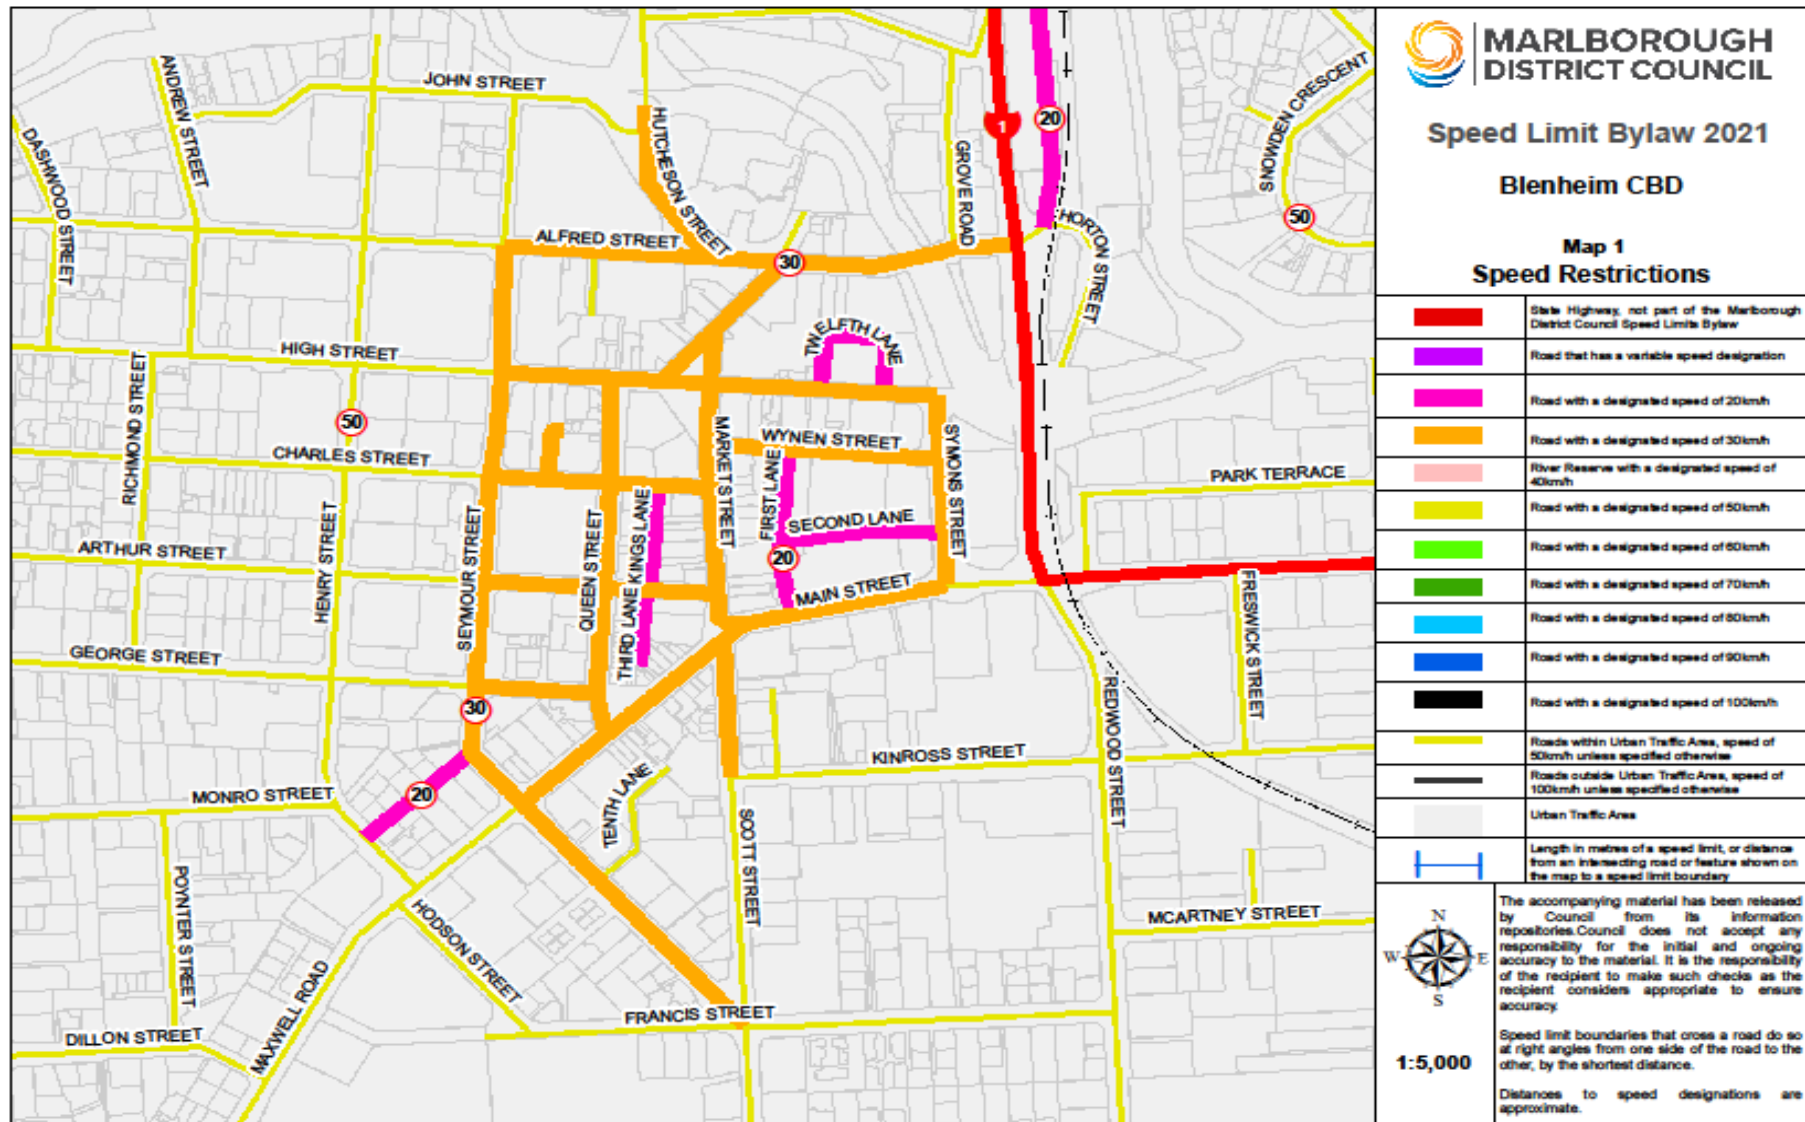 MARLBOROUGH
DISTRICT COUNCIL
Speed Limit Bylaw 2021
Blenheim CBD
Map 1
Speed Restrictions
State Highway, not part of the Marlborough
District Council Speed Limits Bylaw
Road that has a variable speed designation
Road with a designated speed of 20km/h
Road with a designated speed of 30km/h
River Reserve with a designated speed of
40km/h
Road with a designated speed of 50km/h
Road with a designated speed of 60km/h
Road with a designated speed of 70km/h
Road with a designated speed of 80km/h
Road with a designated speed of 90km/h
Road with a designated speed of 100km/h
Roads within Urban Traffic Area, speed of
50km/h unless specified otherwise
Roads outside Urban Traffic Area, speed of
100km/h unless specified otherwise
Urban Traffic Area
Length in metres of a speed limit, or distance
from an intersecting road or feature shown on
the map to a speed limit boundary
N
W
E
S
1:5,000
The accompanying material has been released
by Council from its information
repositories.Council does not accept any
responsibility for the initial and ongoing
accuracy to the material. It is the responsibility
of the recipient to make such checks as the
recipient considers appropriate to ensure
accuracy.
Speed limit boundaries that cross a road do so
at right angles from one side of the road to the
other, by the shortest distance.
Distances to speed designations are
approximate.
ANDREW STREET
JOHN STREET
DASHWOOD STREET
HUTCHESON STREET
GROVE ROAD
1
20
SNOWDEN CRESCENT
50
HORTON STREET
ALFRED STREET
30
HIGH STREET
TWELFTH LANE
RICHMOND STREET
50
CHARLES STREET
MARKET STREET
WYNEN STREET
SYMONS STREET
PARK TERRACE
FIRST LANE
SECOND LANE
ARTHUR STREET
HENRY STREET
SEYMOUR STREET
QUEEN STREET
THIRD LANE KINGS LANE
20
MAIN STREET
FRESWICK STREET
GEORGE STREET
30
REDWOOD STREET
KINROSS STREET
MONRO STREET
20
TENTH LANE
SCOTT STREET
POYNTER STREET
HODSON STREET
MCARTNEY STREET
MAXWELL ROAD
FRANCIS STREET
DILLON STREET